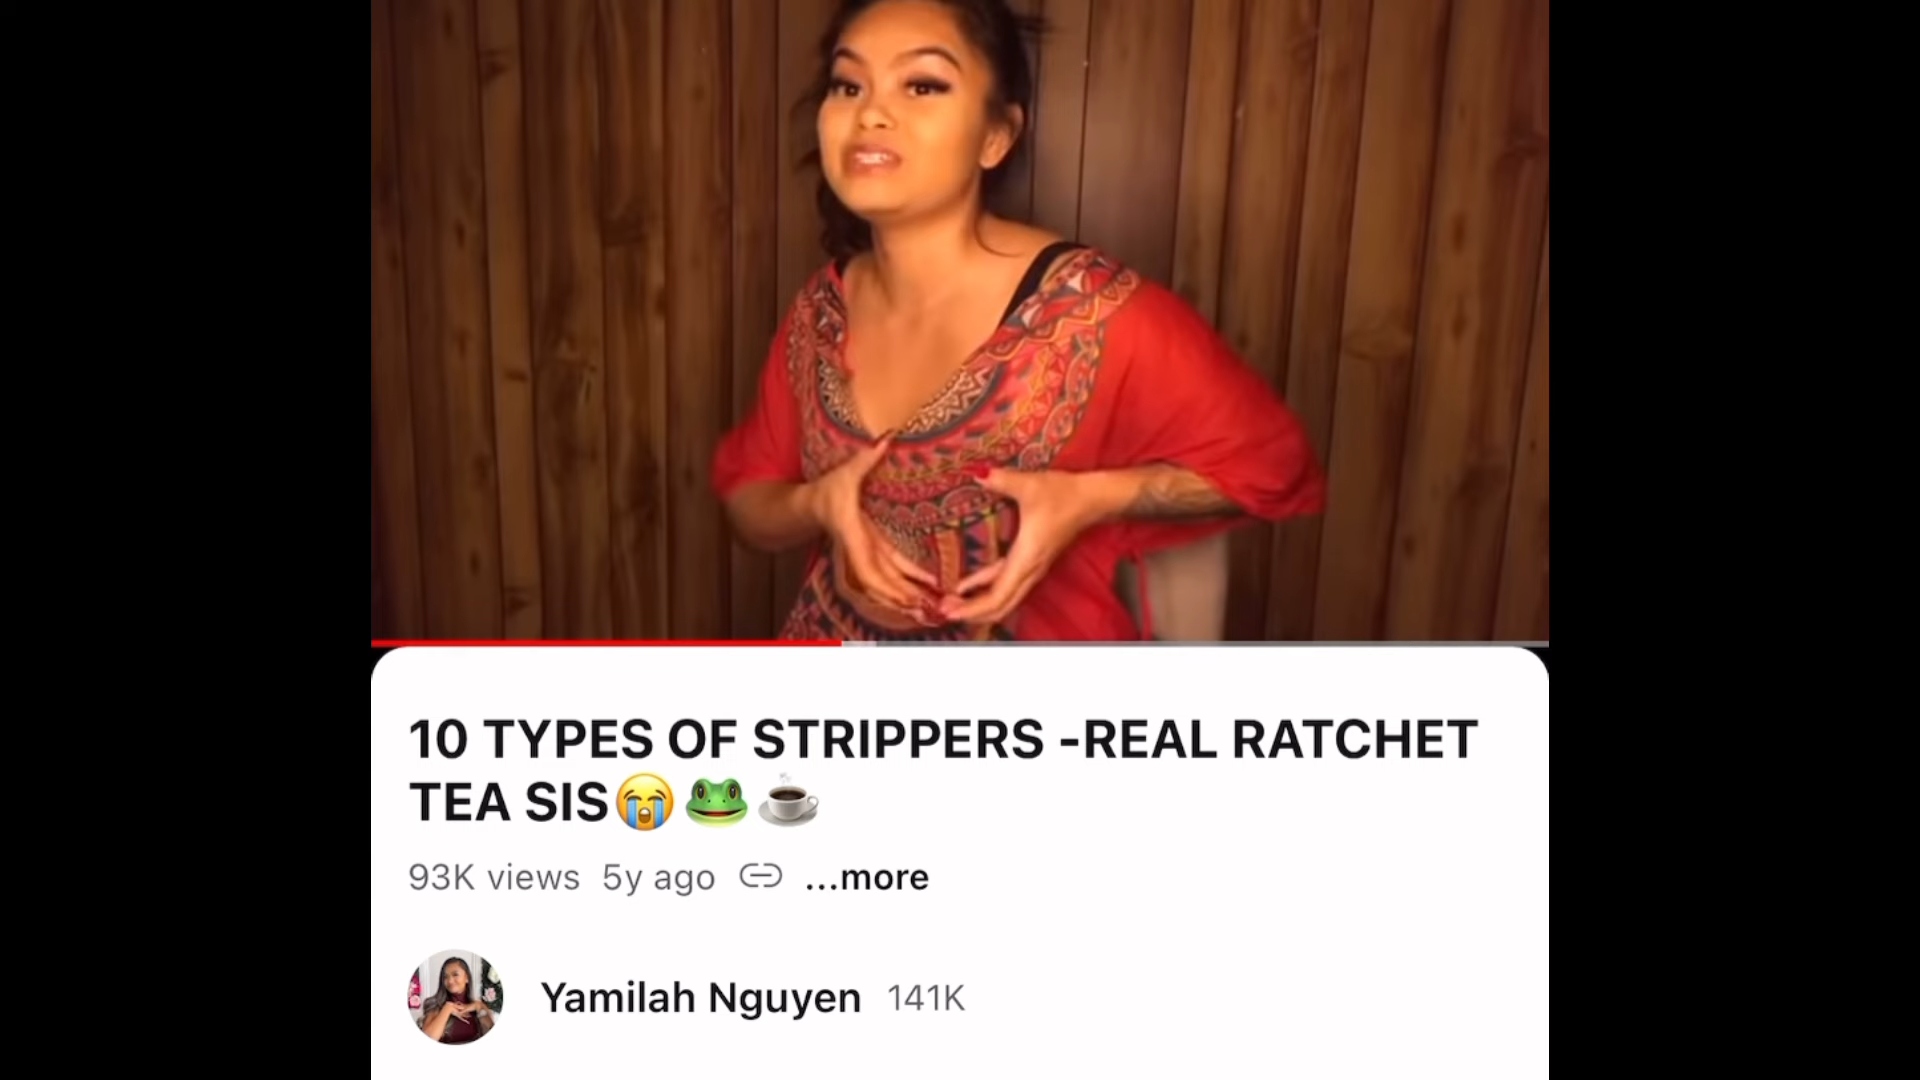 10 TYPES OF STRIPPERS -REAL RATCHET
TEA SIS😭🐸☕
93K views 5y ago ...more
Yamilah Nguyen 141K